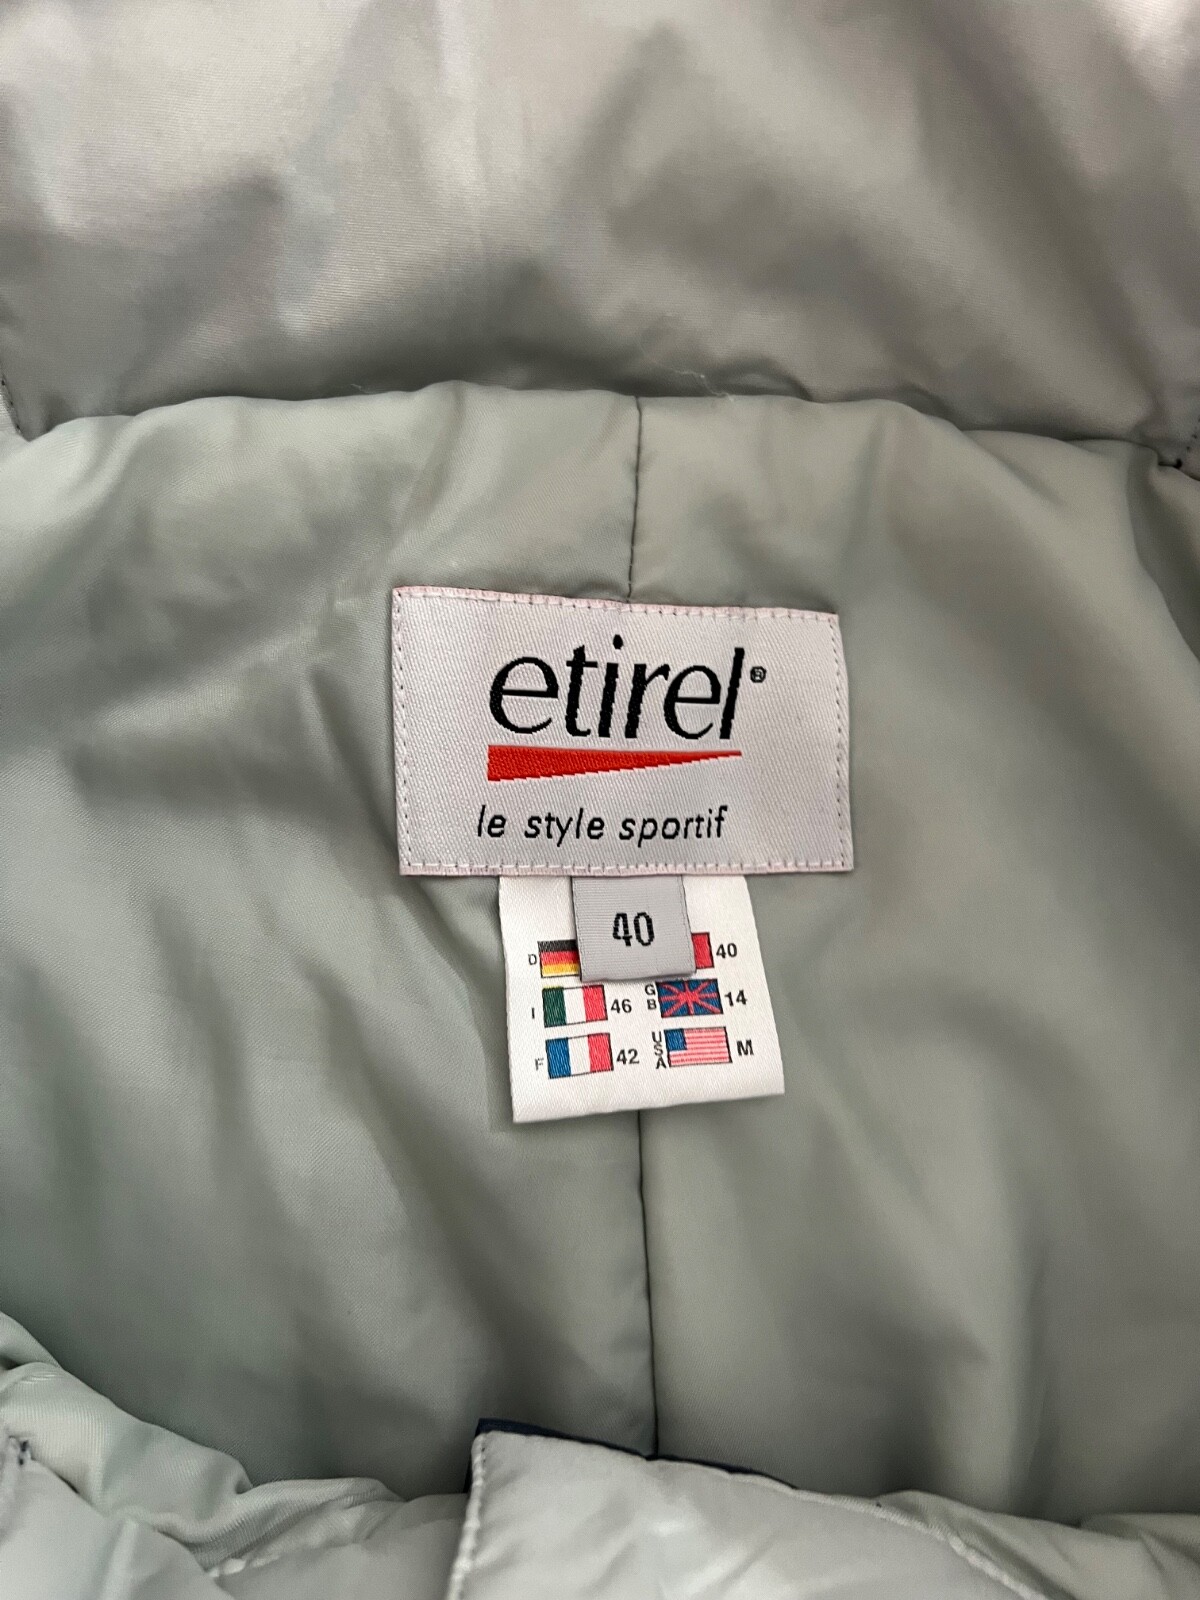 etirel®
le style sportif
40
D 40
I 46 GB 14
F 42 USA M